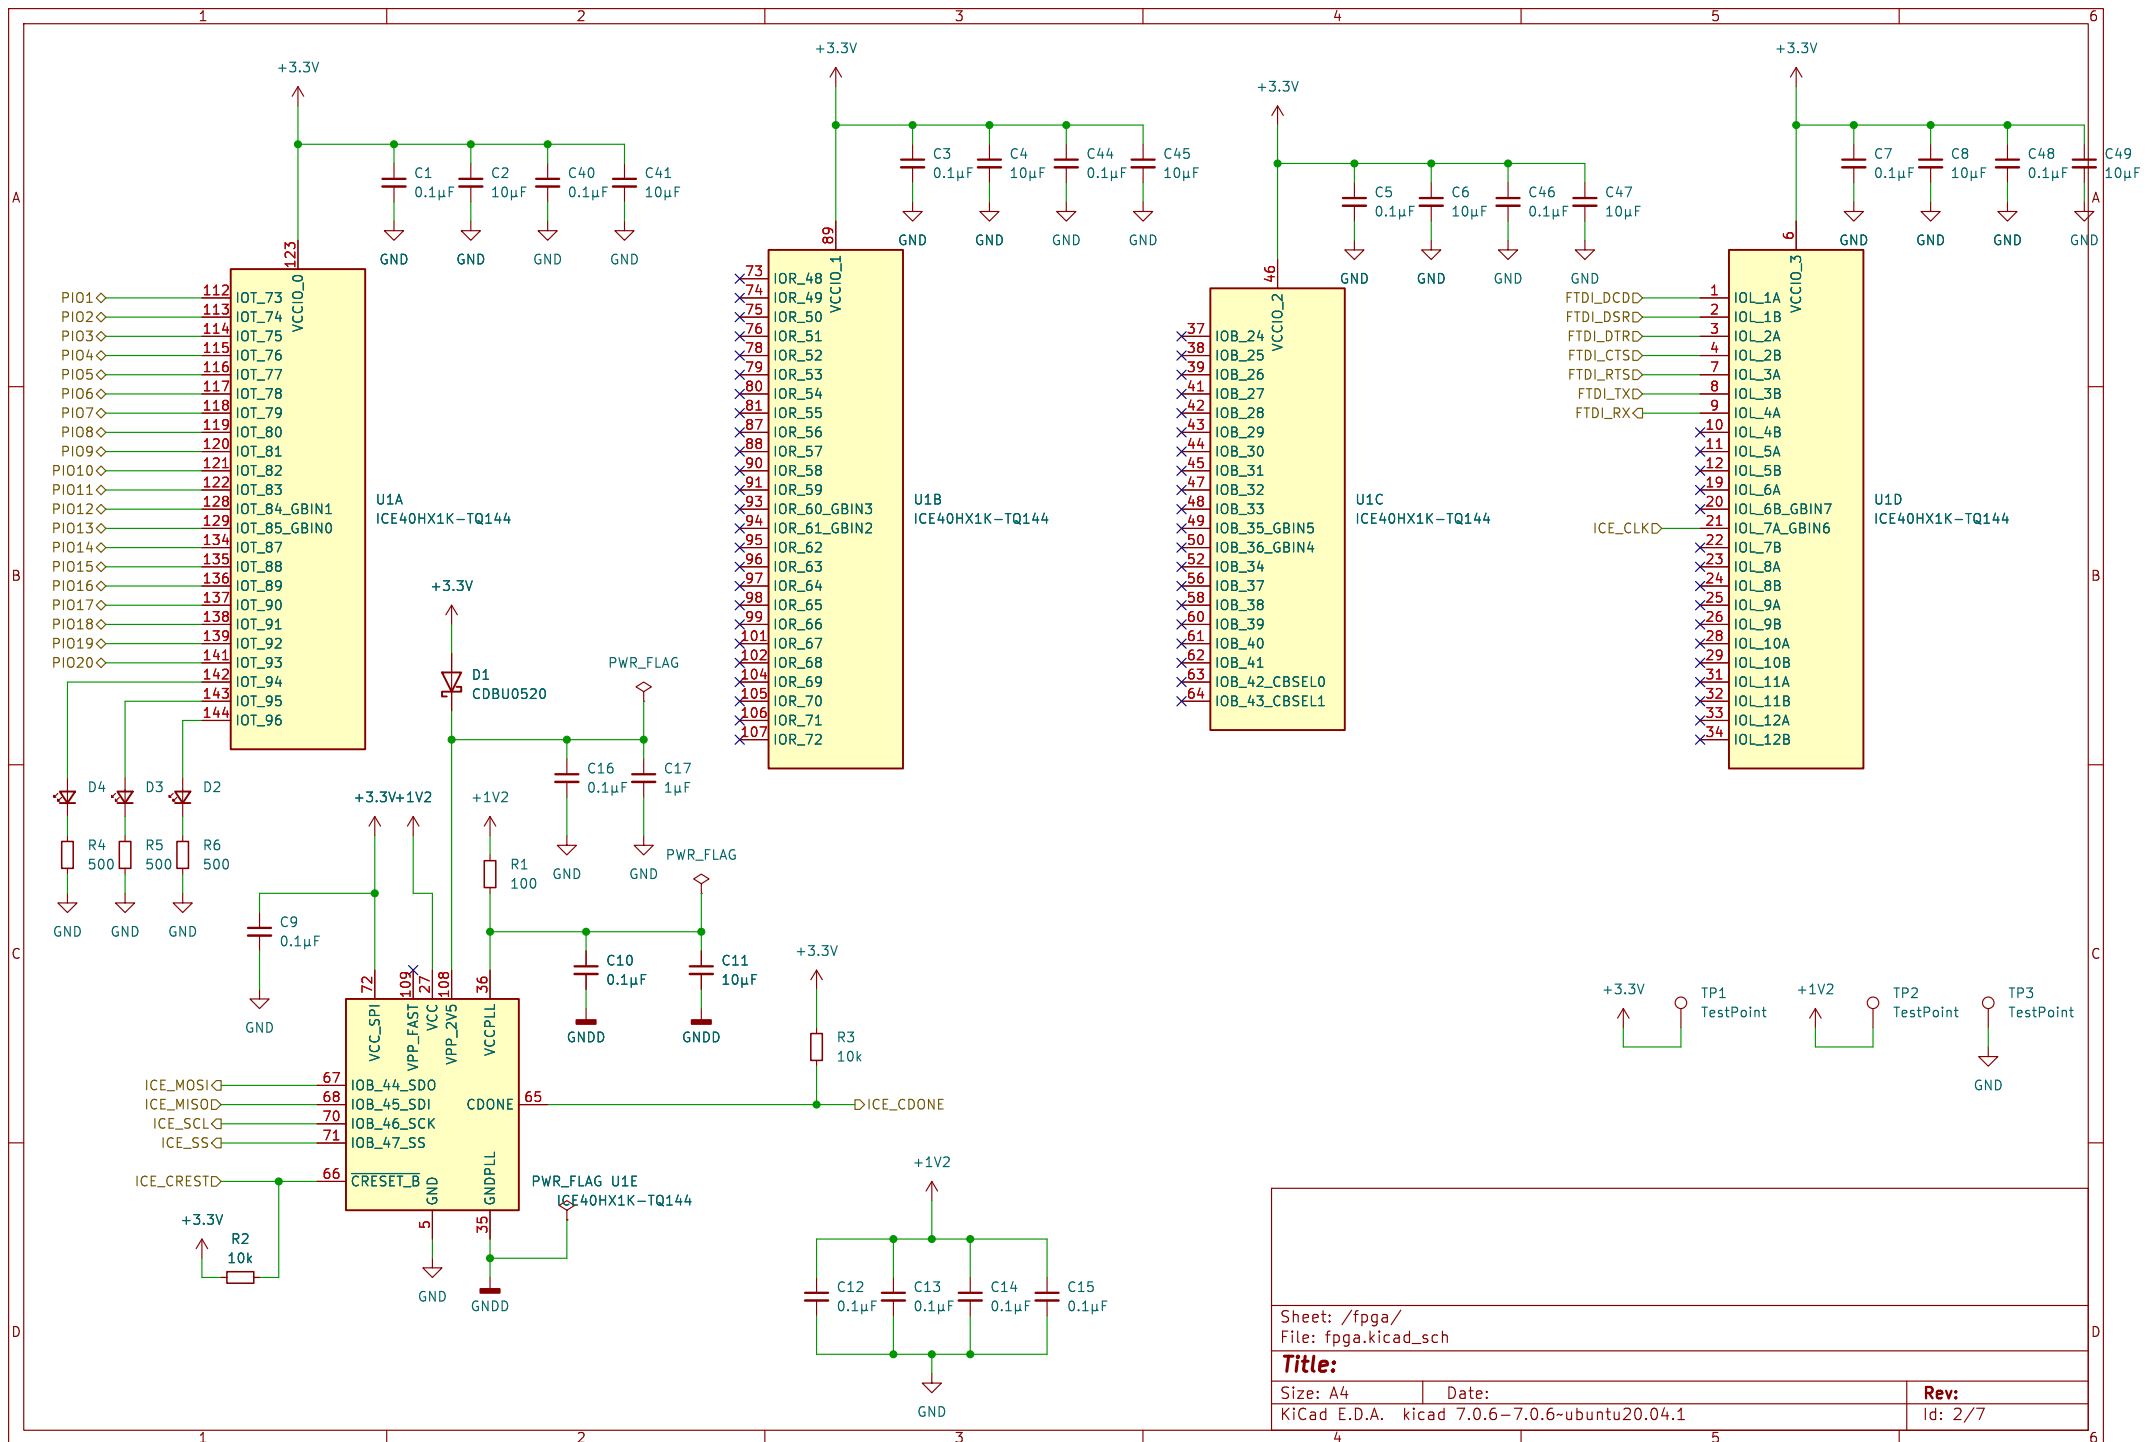 1 2 3 4 5 6
A
B
C
D
A
B
C
D
1 2 3 4 5 6
+3.3V
C1
0.1µF
C2
10µF
C40
0.1µF
C41
10µF
GND GND GND GND
123
VCCIO_0
PIO1 112 IOT_73
PIO2 113 IOT_74
PIO3 114 IOT_75
PIO4 115 IOT_76
PIO5 116 IOT_77
PIO6 117 IOT_78
PIO7 118 IOT_79
PIO8 119 IOT_80
PIO9 120 IOT_81
PIO10 121 IOT_82
PIO11 122 IOT_83
PIO12 128 IOT_84_GBIN1
PIO13 129 IOT_85_GBIN0
PIO14 134 IOT_87
PIO15 135 IOT_88
PIO16 136 IOT_89
PIO17 137 IOT_90
PIO18 138 IOT_91
PIO19 139 IOT_92
PIO20 141 IOT_93
142 IOT_94
143 IOT_95
144 IOT_96
U1A
ICE40HX1K-TQ144
D4
D3
D2
R4
500
R5
500
R6
500
GND GND GND
+3.3V
C3
0.1µF
C4
10µF
C44
0.1µF
C45
10µF
GND GND GND GND
89
VCCIO_1
73 IOR_48
74 IOR_49
75 IOR_50
76 IOR_51
78 IOR_52
79 IOR_53
80 IOR_54
81 IOR_55
87 IOR_56
88 IOR_57
90 IOR_58
91 IOR_59
93 IOR_60_GBIN3
94 IOR_61_GBIN2
95 IOR_62
96 IOR_63
97 IOR_64
98 IOR_65
99 IOR_66
101 IOR_67
102 IOR_68
104 IOR_69
105 IOR_70
106 IOR_71
107 IOR_72
U1B
ICE40HX1K-TQ144
+3.3V
C5
0.1µF
C6
10µF
C46
0.1µF
C47
10µF
GND GND GND GND
46
VCCIO_2
37 IOB_24
38 IOB_25
39 IOB_26
41 IOB_27
42 IOB_28
43 IOB_29
44 IOB_30
45 IOB_31
47 IOB_32
48 IOB_33
49 IOB_35_GBIN5
50 IOB_36_GBIN4
52 IOB_34
56 IOB_37
58 IOB_38
60 IOB_39
61 IOB_40
62 IOB_41
63 IOB_42_CBSEL0
64 IOB_43_CBSEL1
U1C
ICE40HX1K-TQ144
+3.3V
C7
0.1µF
C8
10µF
C48
0.1µF
C49
10µF
GND GND GND GND
6
VCCIO_3
FTDI_DCD 1 IOL_1A
FTDI_DSR 2 IOL_1B
FTDI_DTR 3 IOL_2A
FTDI_CTS 4 IOL_2B
FTDI_RTS 7 IOL_3A
FTDI_TX 8 IOL_3B
FTDI_RX 9 IOL_4A
10 IOL_4B
11 IOL_5A
12 IOL_5B
19 IOL_6A
20 IOL_6B_GBIN7
ICE_CLK 21 IOL_7A_GBIN6
22 IOL_7B
23 IOL_8A
24 IOL_8B
25 IOL_9A
26 IOL_9B
28 IOL_10A
29 IOL_10B
31 IOL_11A
32 IOL_11B
33 IOL_12A
34 IOL_12B
U1D
ICE40HX1K-TQ144
+3.3V
D1
CDBU0520
PWR_FLAG
C16
0.1µF
C17
1µF
GND GND
+3.3V +1V2 +1V2
R1
100
PWR_FLAG
C9
0.1µF
GND
C10
0.1µF
C11
10µF
GNDD GNDD
72 109 27 108 36
VCC_SPI VPP_FAST VCC VPP_2V5 VCCPLL
+3.3V
R3
10k
ICE_MOSI 67 IOB_44_SDO
ICE_MISO 68 IOB_45_SDI
CDONE 65 ICE_CDONE
ICE_SCL 70 IOB_46_SCK
ICE_SS 71 IOB_47_SS
ICE_CREST 66 CRESET_B
GND GNDPLL
5 35
PWR_FLAG U1E
ICE40HX1K-TQ144
+3.3V
R2
10k
GND
GNDD
+1V2
C12
0.1µF
C13
0.1µF
C14
0.1µF
C15
0.1µF
GND
+3.3V
TP1
TestPoint
+1V2
TP2
TestPoint
TP3
TestPoint
GND
Sheet: /fpga/
File: fpga.kicad_sch
Title:
Size: A4 Date: Rev:
KiCad E.D.A. kicad 7.0.6-7.0.6~ubuntu20.04.1 Id: 2/7